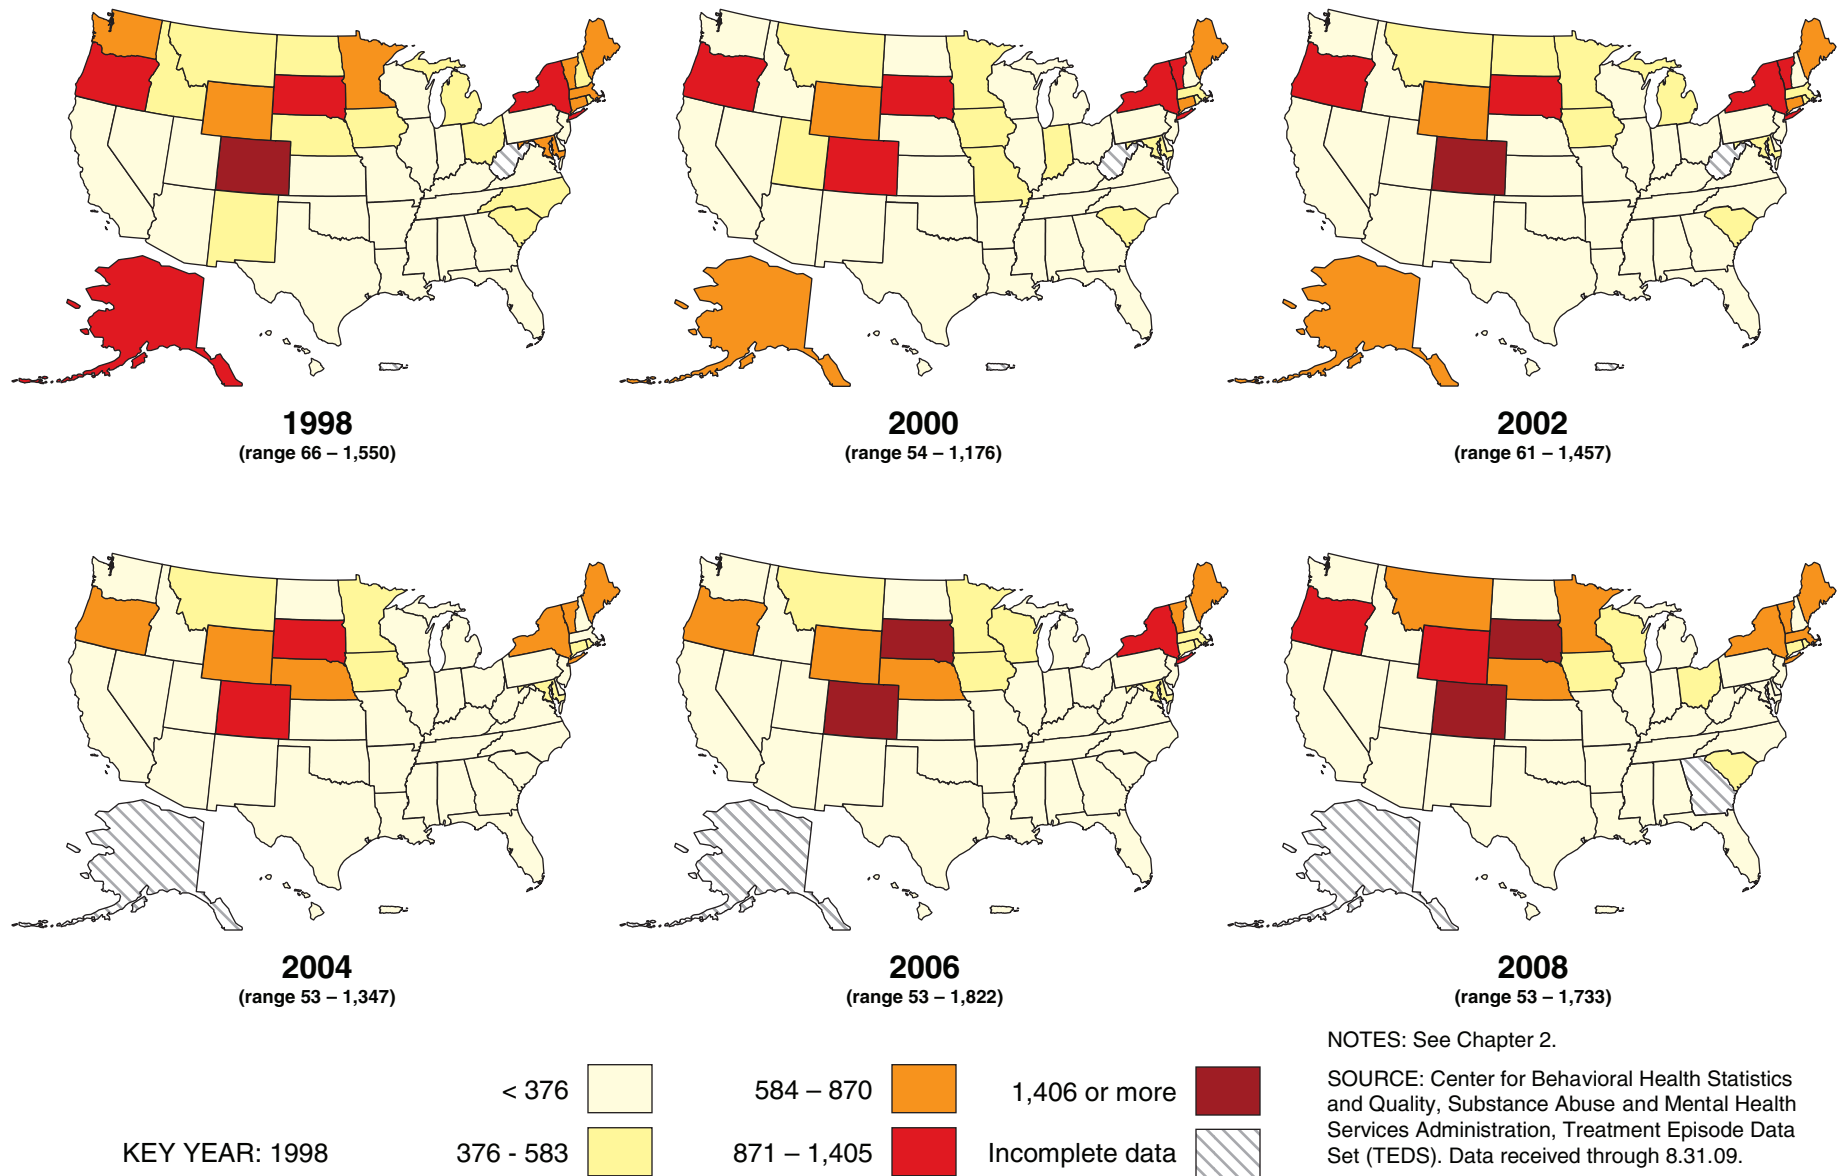 1998
(range 66 – 1,550)
2000
(range 54 – 1,176)
2002
(range 61 – 1,457)
2004
(range 53 – 1,347)
2006
(range 53 – 1,822)
2008
(range 53 – 1,733)
KEY YEAR: 1998
< 376
376 - 583
584 – 870
871 – 1,405
1,406 or more
Incomplete data
NOTES: See Chapter 2.
SOURCE: Center for Behavioral Health Statistics
and Quality, Substance Abuse and Mental Health
Services Administration, Treatment Episode Data
Set (TEDS). Data received through 8.31.09.